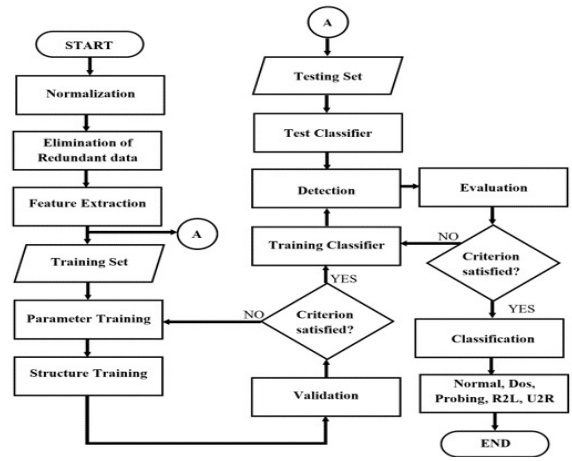 START
Normalization
Elimination of
Redundant data
Feature Extraction
A
Training Set
Parameter Training
Structure Training
A
Testing Set
Test Classifier
Detection
Training Classifier
YES
NO
Criterion
satisfied?
Validation
Evaluation
NO
Criterion
satisfied?
YES
Classification
Normal, Dos,
Probing, R2L, U2R
END